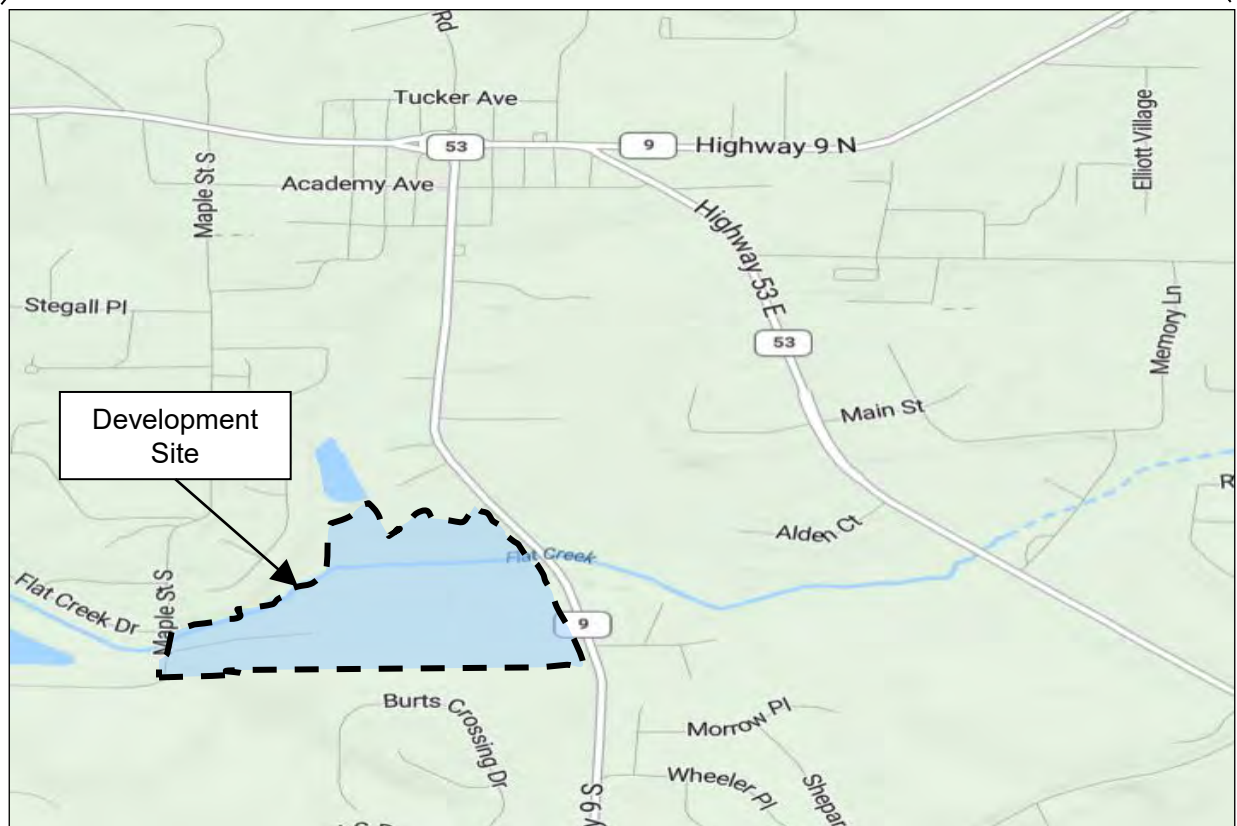 Rd
Tucker Ave
53
9
Highway 9 N
Elliott Village
Maple St S
Academy Ave
Highway 53 E
Stegall Pl
53
Memory Ln
Main St
Development
Site
R
Alden Ct
Flat Creek
Flat Creek Dr
Maple St S
9
Burts Crossing Dr
Morrow Pl
Wheeler Pl
Shepar
y 9 S